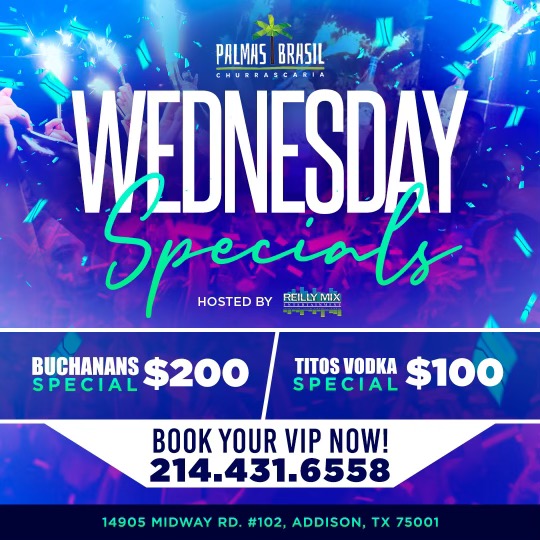 PALMAS BRASIL
CHURRASCARIA
WEDNESDAY
Specials
HOSTED BY REILLY MIX
ENTERTAINMENT
BUCHANANS SPECIAL $200
TITOS VODKA SPECIAL $100
BOOK YOUR VIP NOW!
214.431.6558
14905 MIDWAY RD. #102, ADDISON, TX 75001